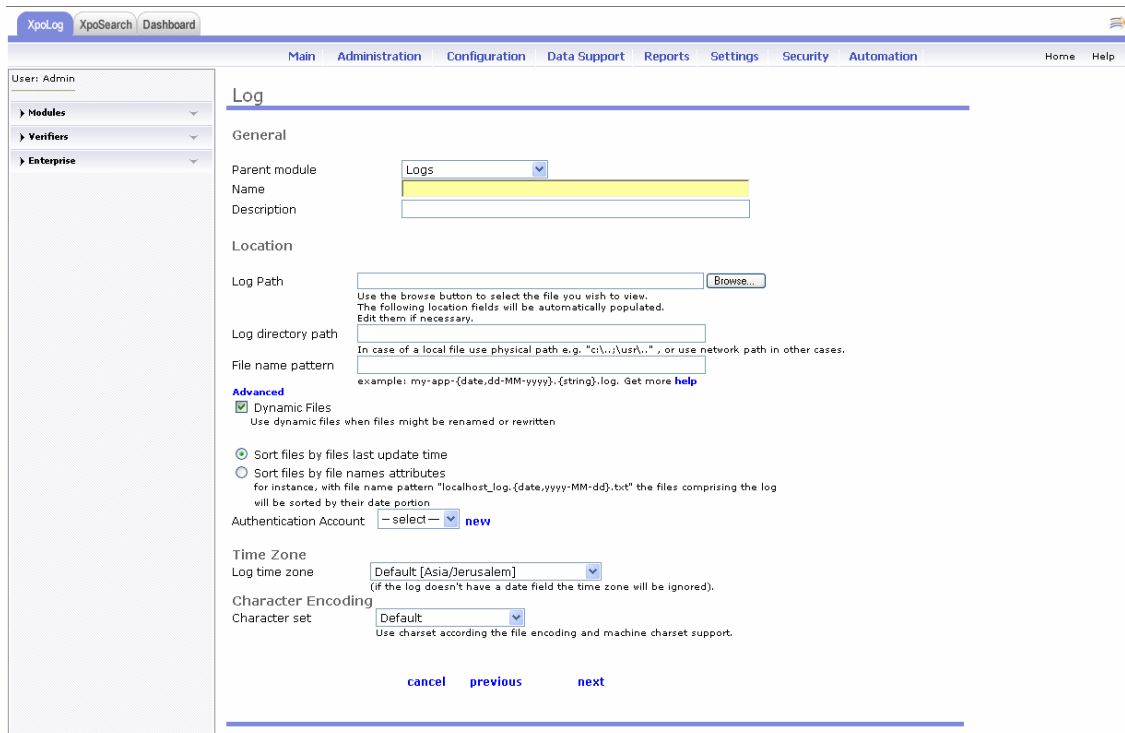 XpoLog XpoSearch Dashboard
Main Administration Configuration Data Support Reports Settings Security Automation Home Help
User: Admin
Modules
Verifiers
Enterprise
Log
General
Parent module Logs
Name
Description
Location
Log Path Browse...
Use the browse button to select the file you wish to view.
The following location fields will be automatically populated.
Edit them if necessary.
Log directory path
In case of a local file use physical path e.g. "c:\..;\usr\.." , or use network path in other cases.
File name pattern
example: my-app-{date,dd-MM-yyyy}.{string}.log. Get more help
Advanced
Dynamic Files
Use dynamic files when files might be renamed or rewritten
Sort files by files last update time
Sort files by file names attributes
for instance, with file name pattern "localhost_log.{date,yyyy-MM-dd}.txt" the files comprising the log
will be sorted by their date portion
Authentication Account -- select -- new
Time Zone
Log time zone Default [Asia/Jerusalem]
(if the log doesn't have a date field the time zone will be ignored).
Character Encoding
Character set Default
Use charset according the file encoding and machine charset support.
cancel previous next